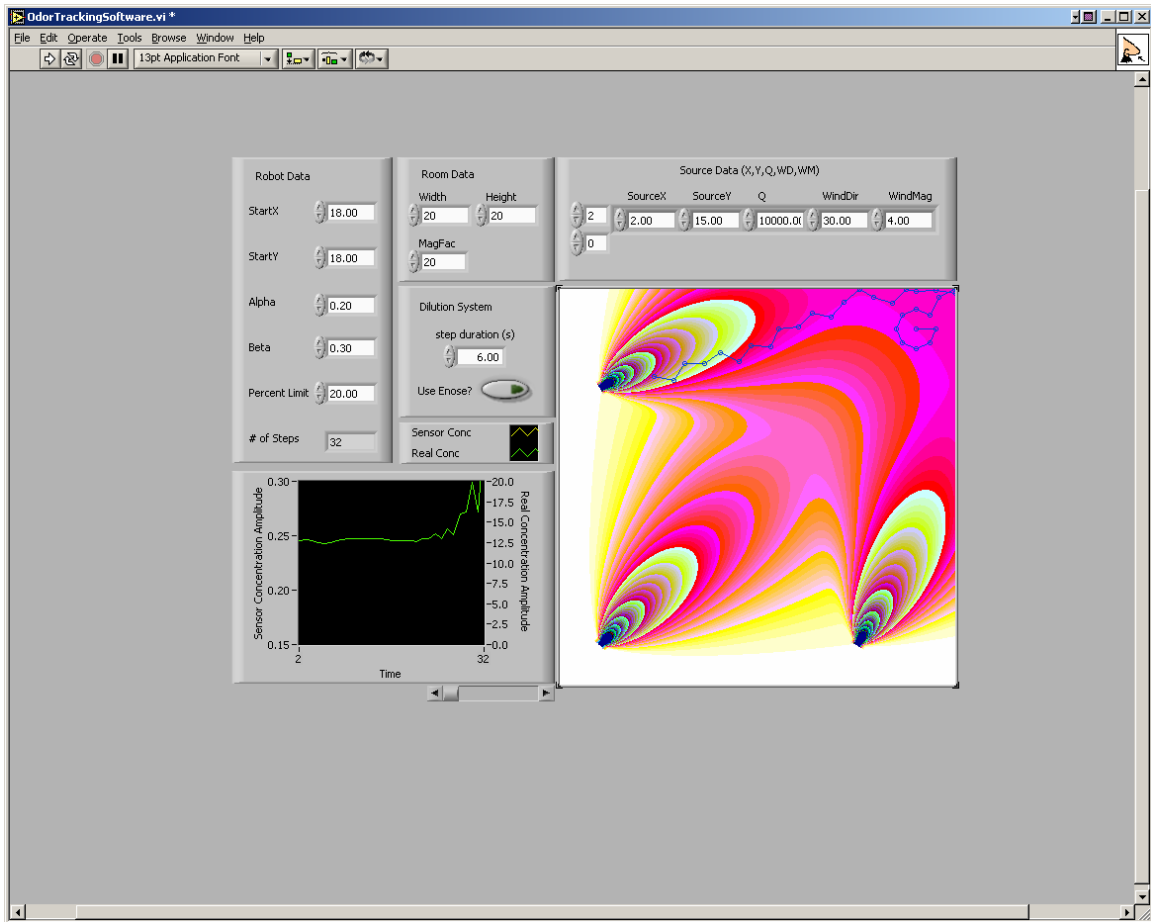 OdorTrackingSoftware.vi *
File Edit Operate Tools Browse Window Help
13pt Application Font
Robot Data
StartX 18.00
StartY 18.00
Alpha 0.20
Beta 0.30
Percent Limit 20.00
# of Steps 32
Room Data
Width Height
20 20
MagFac
20
Source Data (X,Y,Q,WD,WM)
SourceX SourceY Q WindDir WindMag
2 2.00 15.00 10000.0( 30.00 4.00
0
Dilution System
step duration (s)
6.00
Use Enose?
Sensor Conc
Real Conc
Sensor Concentration Amplitude
0.30
0.25
0.20
0.15
20.0
17.5
15.0
12.5
10.0
7.5
5.0
2.5
0.0
Real Concentration Amplitude
2 32
Time